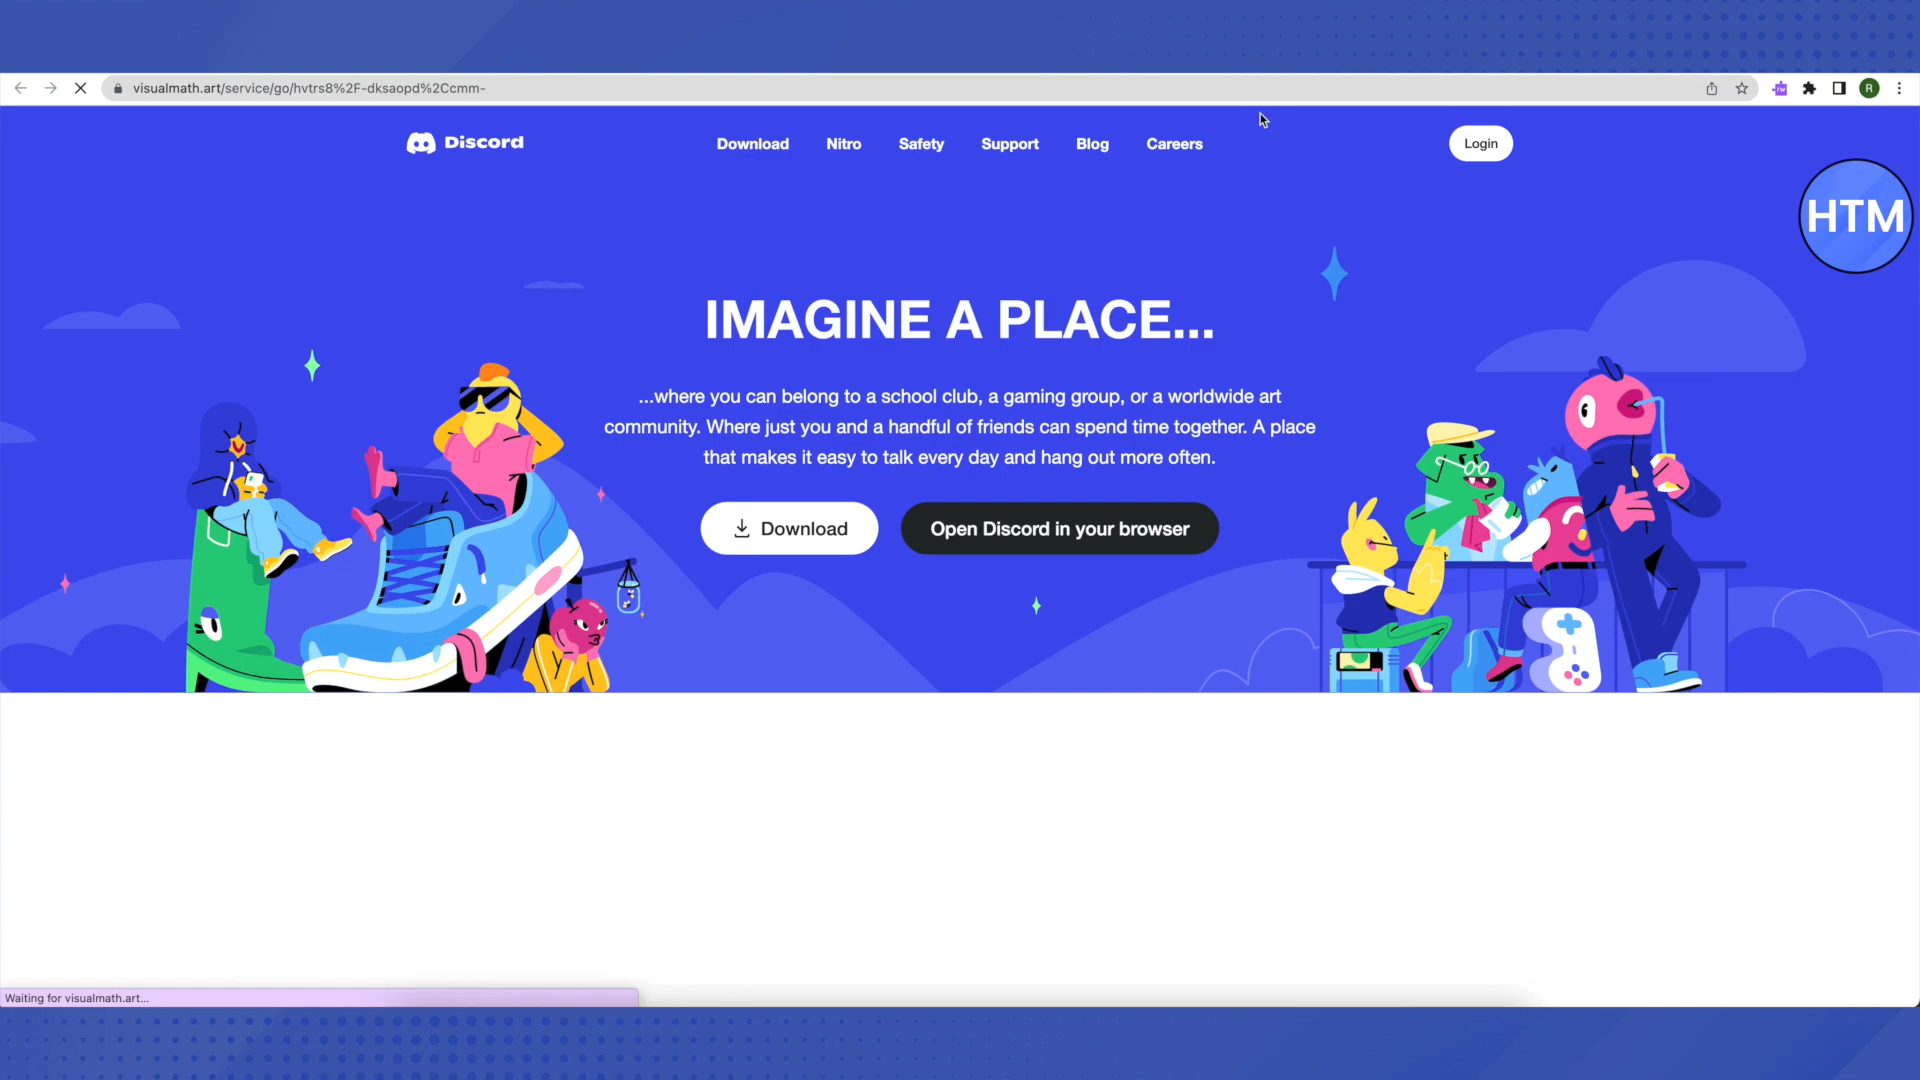 visualmath.art/service/go/hvtrs8%2F-dksaopd%2Ccmm-
rw
R
Discord
Download
Nitro
Safety
Support
Blog
Careers
Login
HTM
IMAGINE A PLACE...
...where you can belong to a school club, a gaming group, or a worldwide art
community. Where just you and a handful of friends can spend time together. A place
that makes it easy to talk every day and hang out more often.
Download
Open Discord in your browser
Waiting for visualmath.art...